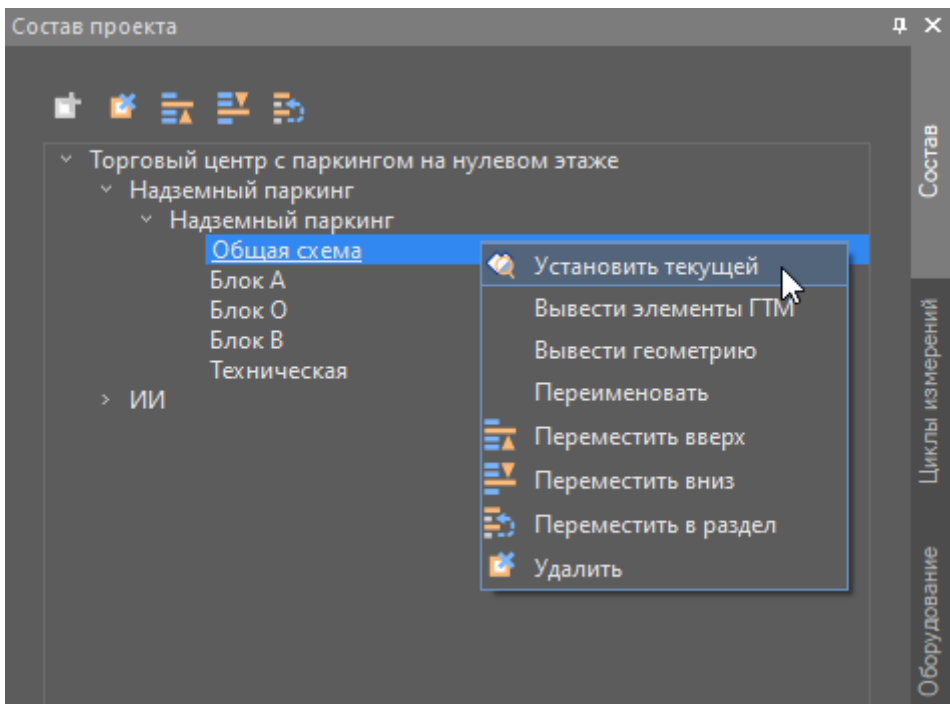 Состав проекта
Торговый центр с паркингом на нулевом этаже
Надземный паркинг
Надземный паркинг
Общая схема
Блок А
Блок О
Блок В
Техническая
ИИ
Установить текущей
Вывести элементы ГТМ
Вывести геометрию
Переименовать
Переместить вверх
Переместить вниз
Переместить в раздел
Удалить
Состав
Циклы измерений
Оборудование